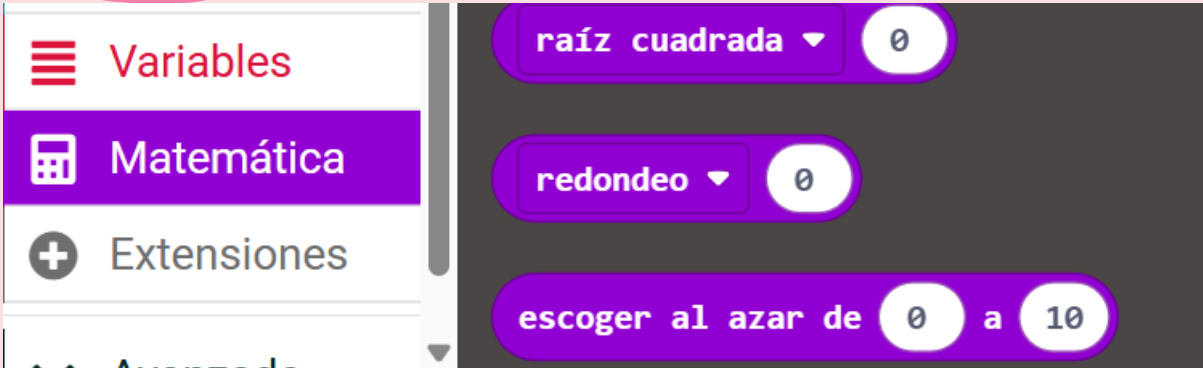 Variables
Matemática
Extensiones
raíz cuadrada 0
redondeo 0
escoger al azar de 0 a 10